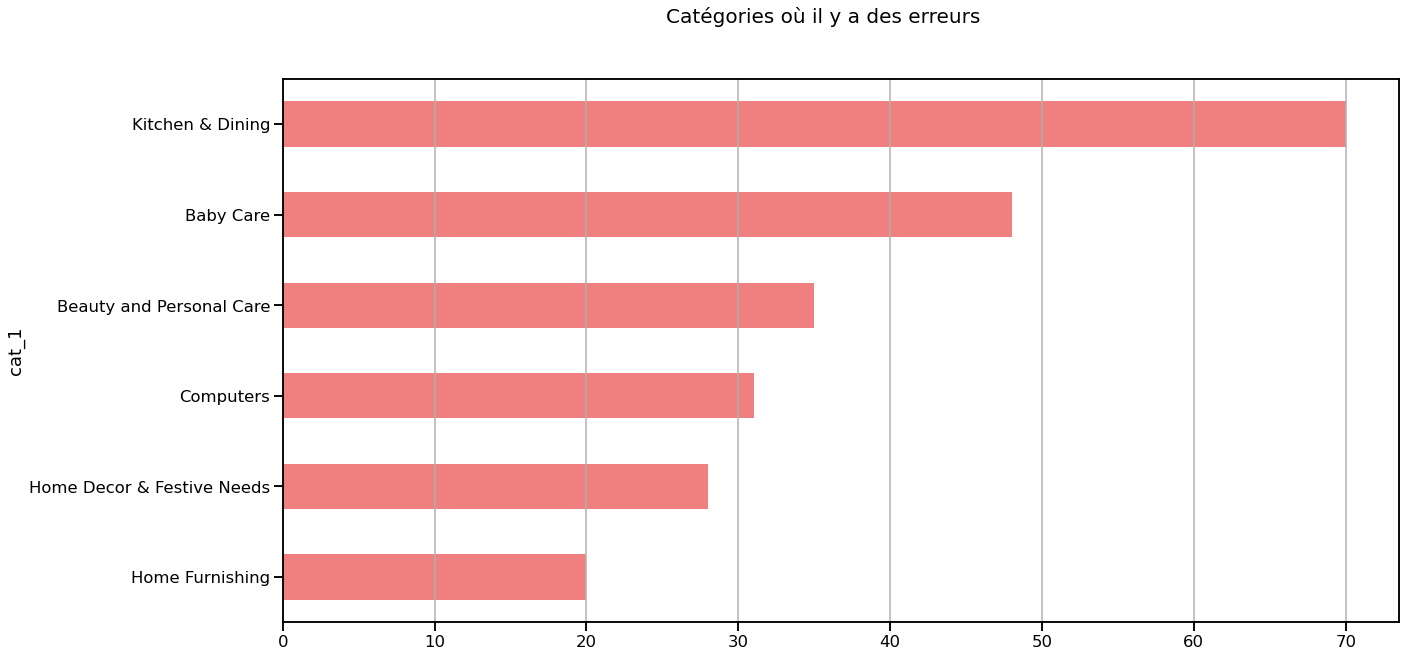 Catégories où il y a des erreurs
Kitchen & Dining
Baby Care
Beauty and Personal Care
Computers
Home Decor & Festive Needs
Home Furnishing
cat_1
0 10 20 30 40 50 60 70